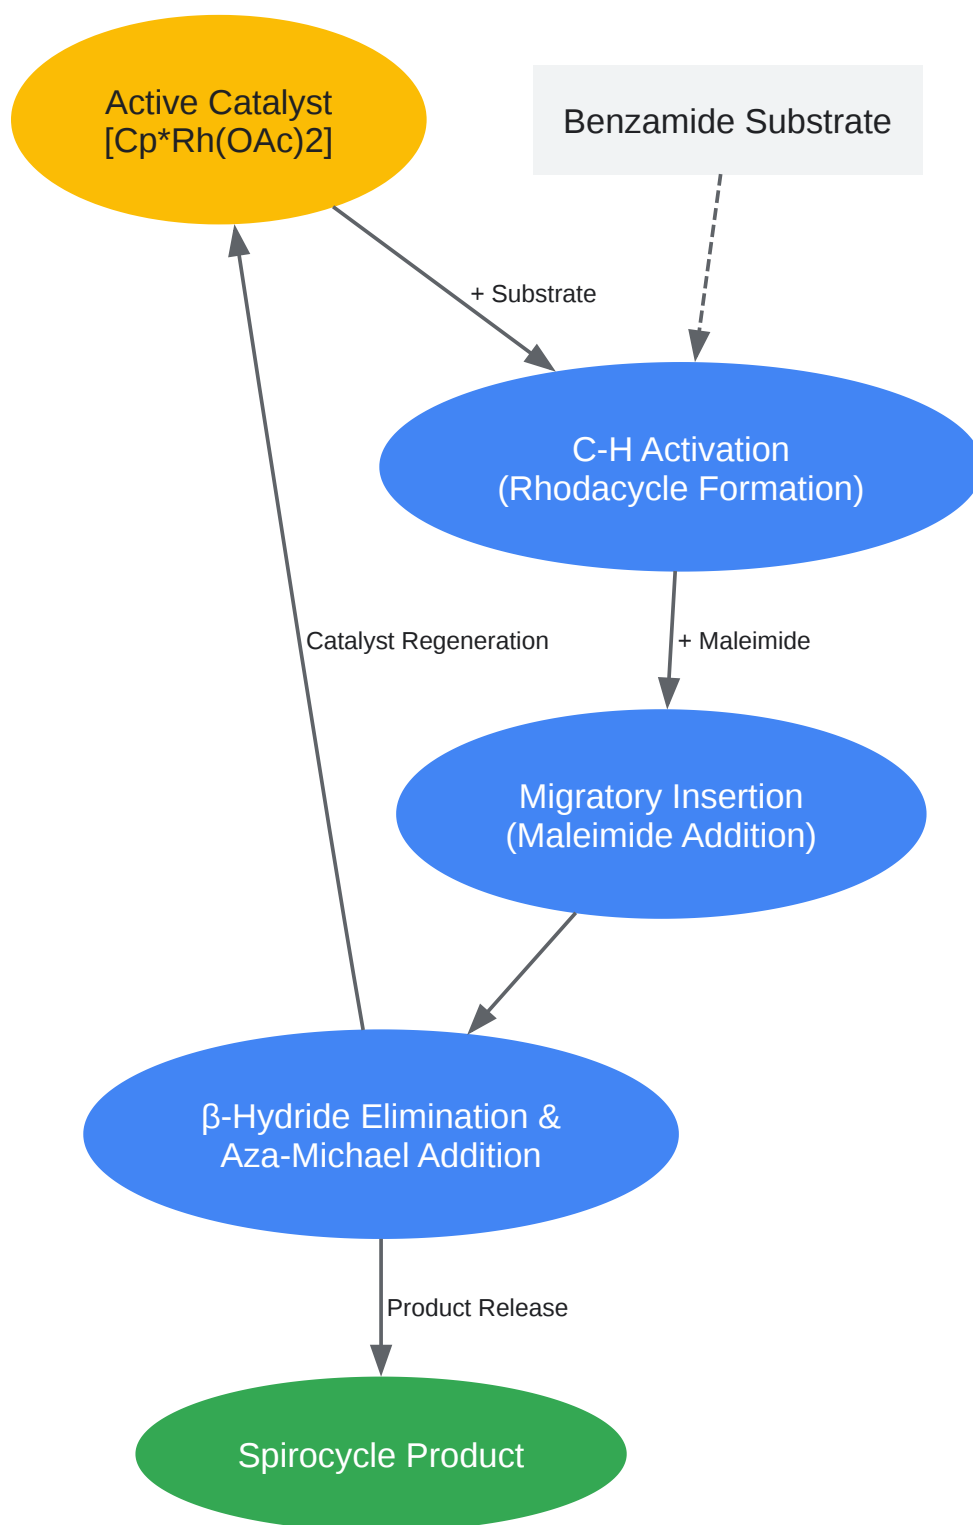 Active Catalyst
[Cp*Rh(OAc)2]
Benzamide Substrate
+ Substrate
C-H Activation
(Rhodacycle Formation)
Catalyst Regeneration
+ Maleimide
Migratory Insertion
(Maleimide Addition)
β-Hydride Elimination &
Aza-Michael Addition
Product Release
Spirocycle Product